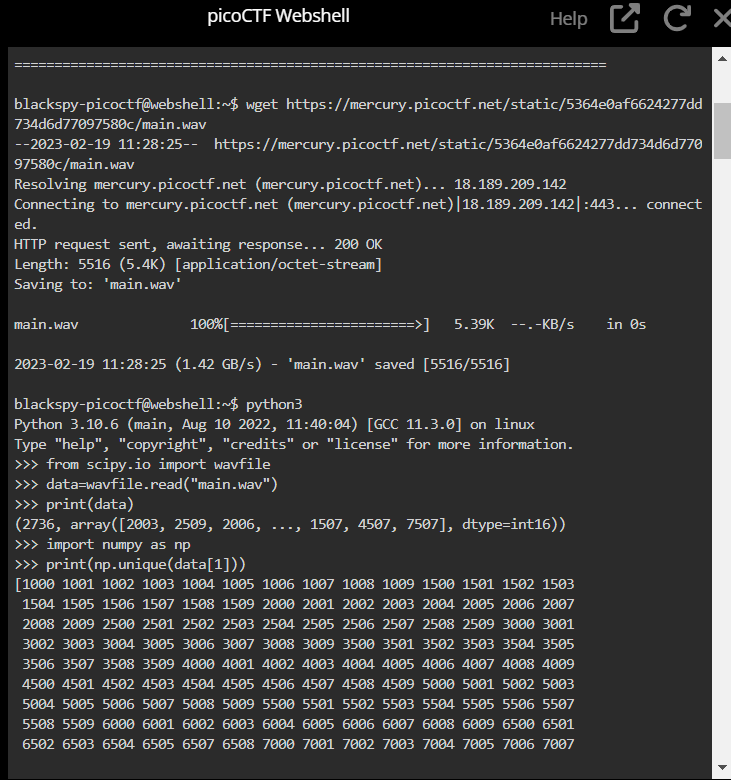 picoCTF Webshell
Help
==========================================================================
blackspy-picoctf@webshell:~$ wget https://mercury.picoctf.net/static/5364e0af6624277dd
734d6d77097580c/main.wav
--2023-02-19 11:28:25--  https://mercury.picoctf.net/static/5364e0af6624277dd734d6d770
97580c/main.wav
Resolving mercury.picoctf.net (mercury.picoctf.net)... 18.189.209.142
Connecting to mercury.picoctf.net (mercury.picoctf.net)|18.189.209.142|:443... connect
ed.
HTTP request sent, awaiting response... 200 OK
Length: 5516 (5.4K) [application/octet-stream]
Saving to: 'main.wav'
main.wav              100%[=======================>]   5.39K  --.-KB/s    in 0s
2023-02-19 11:28:25 (1.42 GB/s) - 'main.wav' saved [5516/5516]
blackspy-picoctf@webshell:~$ python3
Python 3.10.6 (main, Aug 10 2022, 11:40:04) [GCC 11.3.0] on linux
Type "help", "copyright", "credits" or "license" for more information.
>>> from scipy.io import wavfile
>>> data=wavfile.read("main.wav")
>>> print(data)
(2736, array([2003, 2509, 2006, ..., 1507, 4507, 7507], dtype=int16))
>>> import numpy as np
>>> print(np.unique(data[1]))
[1000 1001 1002 1003 1004 1005 1006 1007 1008 1009 1500 1501 1502 1503
 1504 1505 1506 1507 1508 1509 2000 2001 2002 2003 2004 2005 2006 2007
 2008 2009 2500 2501 2502 2503 2504 2505 2506 2507 2508 2509 3000 3001
 3002 3003 3004 3005 3006 3007 3008 3009 3500 3501 3502 3503 3504 3505
 3506 3507 3508 3509 4000 4001 4002 4003 4004 4005 4006 4007 4008 4009
 4500 4501 4502 4503 4504 4505 4506 4507 4508 4509 5000 5001 5002 5003
 5004 5005 5006 5007 5008 5009 5500 5501 5502 5503 5504 5505 5506 5507
 5508 5509 6000 6001 6002 6003 6004 6005 6006 6007 6008 6009 6500 6501
 6502 6503 6504 6505 6507 6508 7000 7001 7002 7003 7004 7005 7006 7007